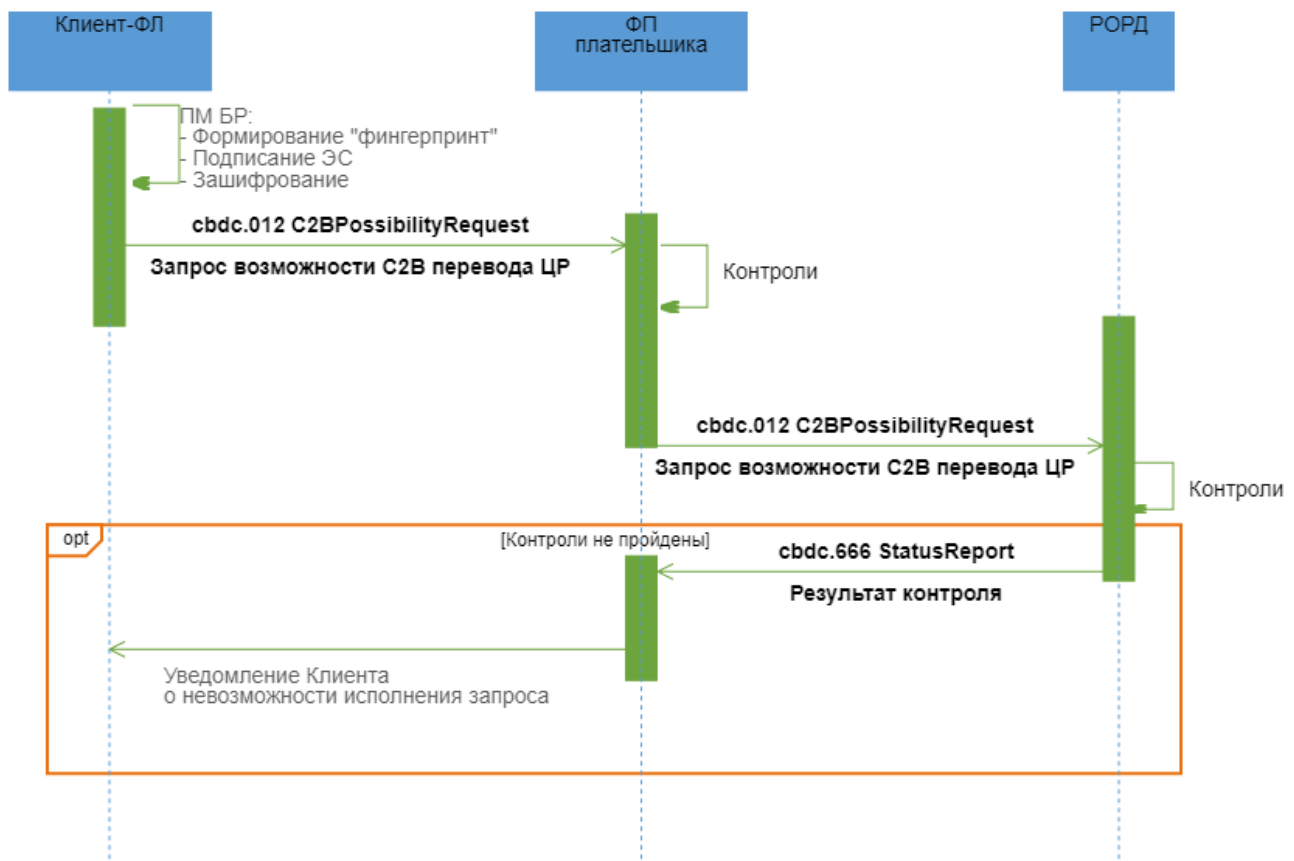 Клиент-ФЛ
ФП
плательшика
РОРД
ПМ БР:
- Формирование "фингерпринт"
- Подписание ЭС
- Зашифрование
cbdc.012 C2BPossibilityRequest
Запрос возможности C2B перевода ЦР
Контроли
cbdc.012 C2BPossibilityRequest
Запрос возможности C2B перевода ЦР
Контроли
opt
[Контроли не пройдены]
cbdc.666 StatusReport
Результат контроля
Уведомление Клиента
о невозможности исполнения запроса